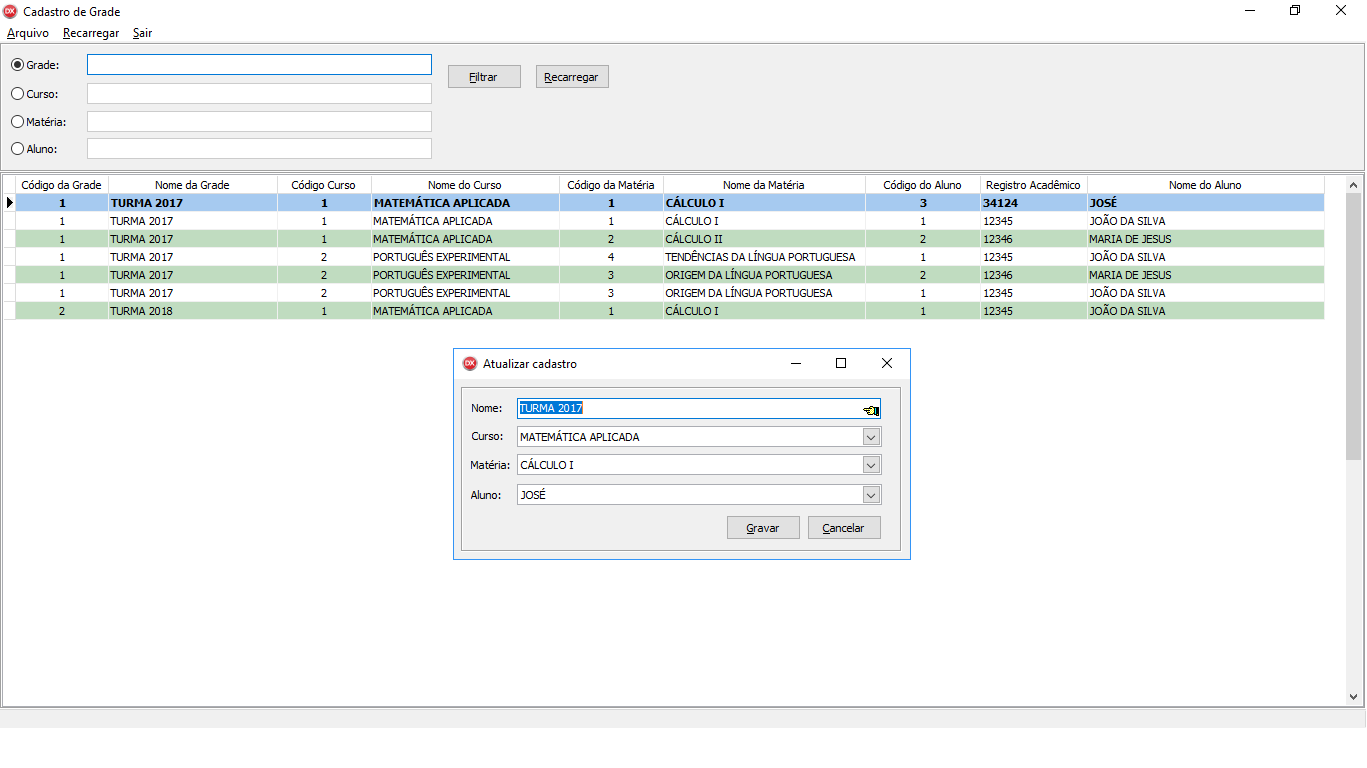 DX Cadastro de Grade
Arquivo Recarregar Sair
Grade:
Filtrar Recarregar
Curso:
Matéria:
Aluno:
Código da Grade Nome da Grade Código Curso Nome do Curso Código da Matéria Nome da Matéria Código do Aluno Registro Acadêmico Nome do Aluno
1 TURMA 2017 1 MATEMÁTICA APLICADA 1 CÁLCULO I 3 34124 JOSÉ
1 TURMA 2017 1 MATEMÁTICA APLICADA 1 CÁLCULO I 1 12345 JOÃO DA SILVA
1 TURMA 2017 1 MATEMÁTICA APLICADA 2 CÁLCULO II 2 12346 MARIA DE JESUS
1 TURMA 2017 2 PORTUGUÊS EXPERIMENTAL 4 TENDÊNCIAS DA LÍNGUA PORTUGUESA 1 12345 JOÃO DA SILVA
1 TURMA 2017 2 PORTUGUÊS EXPERIMENTAL 3 ORIGEM DA LÍNGUA PORTUGUESA 2 12346 MARIA DE JESUS
1 TURMA 2017 2 PORTUGUÊS EXPERIMENTAL 3 ORIGEM DA LÍNGUA PORTUGUESA 1 12345 JOÃO DA SILVA
2 TURMA 2018 1 MATEMÁTICA APLICADA 1 CÁLCULO I 1 12345 JOÃO DA SILVA
DX Atualizar cadastro
Nome: TURMA 2017
Curso: MATEMÁTICA APLICADA
Matéria: CÁLCULO I
Aluno: JOSÉ
Gravar Cancelar